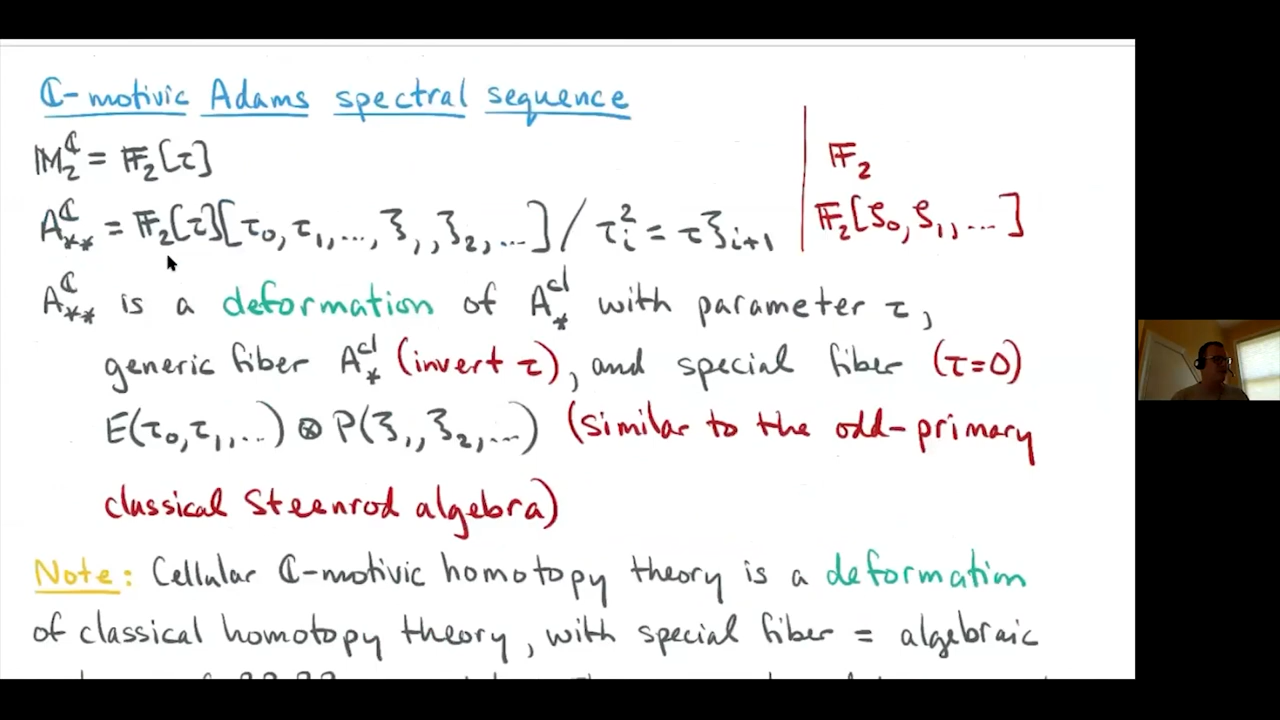 ℂ-motivic Adams spectral sequence
𝕄₂^ℂ = 𝔽₂[τ]
𝔽₂
A_{**}^ℂ = 𝔽₂[τ][τ₀, τ₁, ..., ξ₁, ξ₂, ...] / τᵢ² = τξᵢ₊₁
𝔽₂[ζ₀, ζ₁, ...]
A_{**}^ℂ is a deformation of A_*^{cl} with parameter τ,
generic fiber A_*^{cl} (invert τ), and special fiber (τ=0)
E(τ₀, τ₁, ...) ⊗ P(ξ₁, ξ₂, ...) (similar to the odd-primary
classical Steenrod algebra)
Note: Cellular ℂ-motivic homotopy theory is a deformation
of classical homotopy theory, with special fiber = algebraic